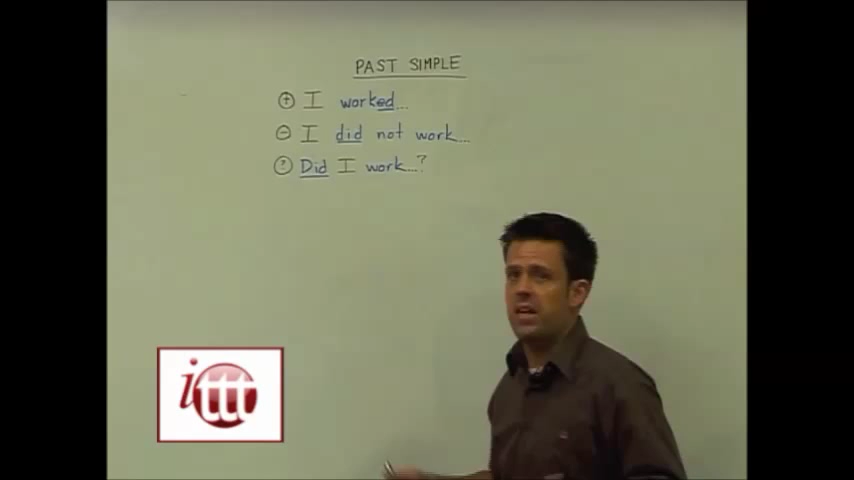 PAST SIMPLE
+ I worked...
- I did not work...
? Did I work...?
ittt